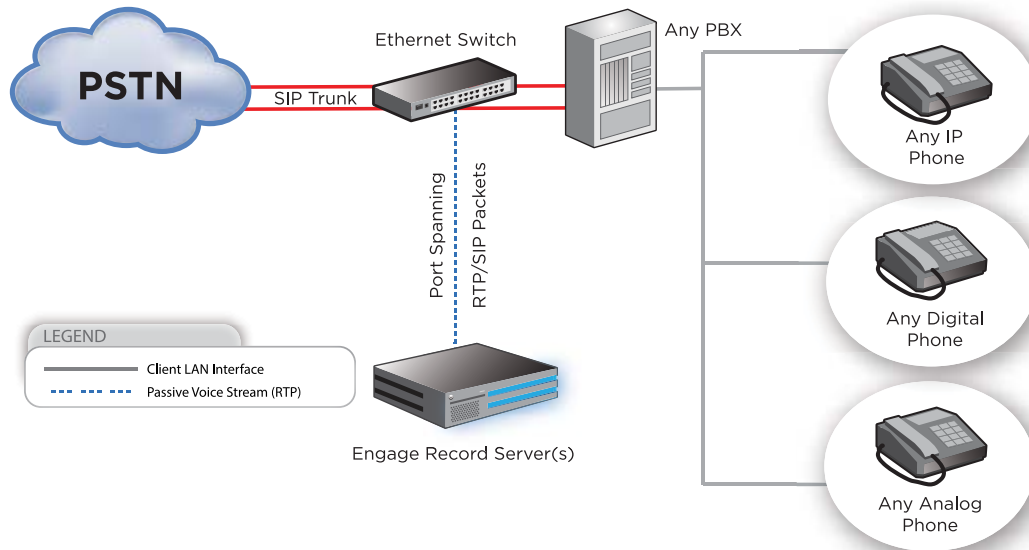 PSTN
SIP Trunk
Ethernet Switch
Any PBX
Any IP
Phone
Port Spanning
RTP/SIP Packets
Any Digital
Phone
LEGEND
Client LAN Interface
Passive Voice Stream (RTP)
Engage Record Server(s)
Any Analog
Phone